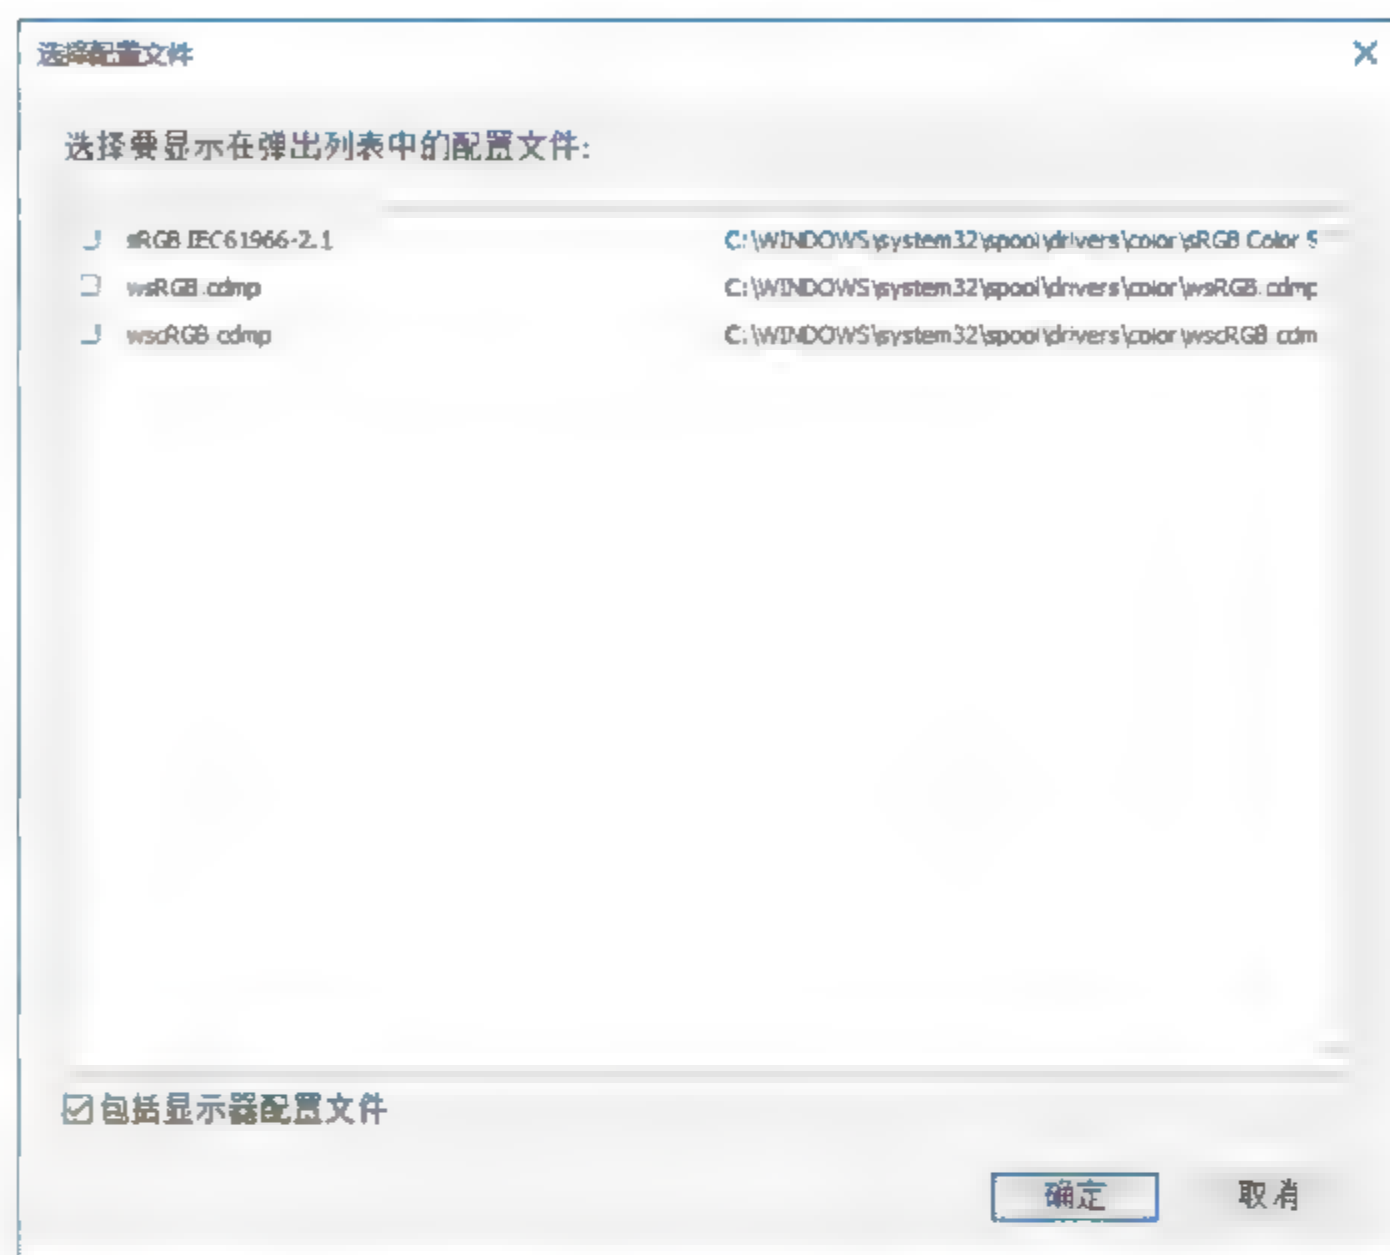 选择配置文件
选择要显示在弹出列表中的配置文件:
sRGB IEC61966-2.1 C:\WINDOWS\system32\spool\drivers\color\sRGB Color S
wsRGB.cdmp C:\WINDOWS\system32\spool\drivers\color\wsRGB.cdmp
wscRGB.cdmp C:\WINDOWS\system32\spool\drivers\color\wscRGB.cdm
包括显示器配置文件
确定 取消